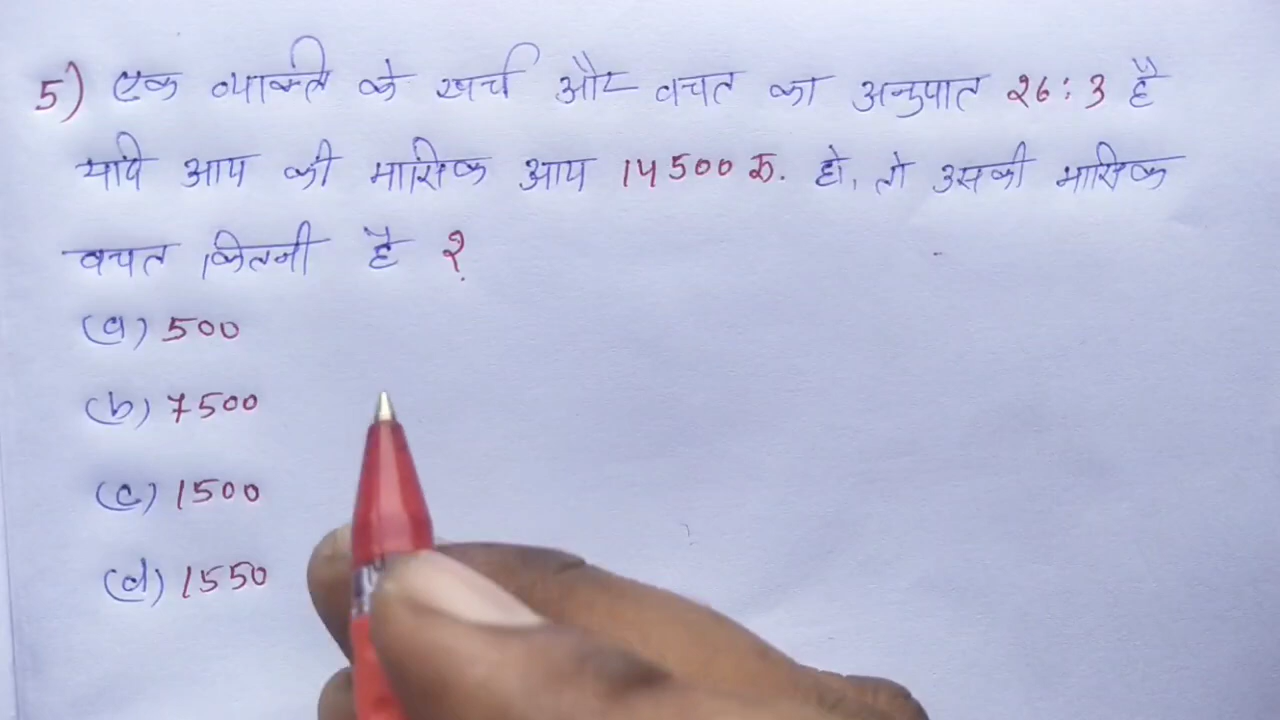 5) एक व्यक्ति के खर्च और बचत का अनुपात 26:3 है
यदि आप की मासिक आय 14500 रु. हो, तो उसकी मासिक
बचत कितनी है ?
(a) 500
(b) 7500
(c) 1500
(d) 1550